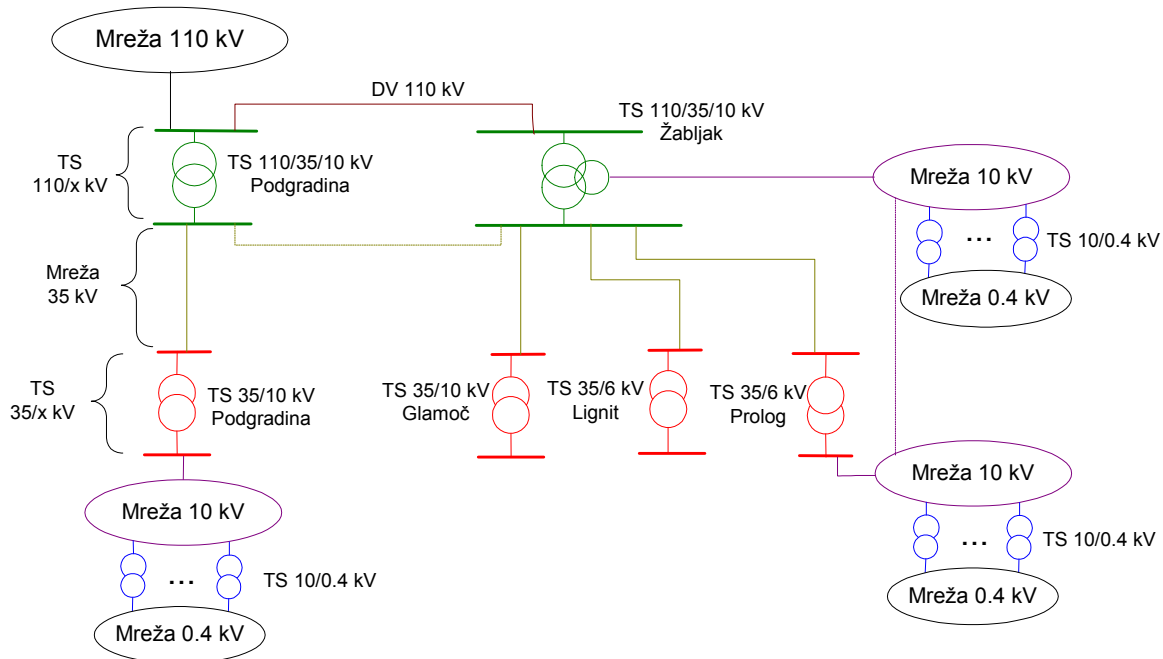 Mreža 110 kV
DV 110 kV
TS 110/35/10 kV
Žabljak
TS
110/x kV
TS 110/35/10 kV
Podgradina
Mreža 10 kV
...
TS 10/0.4 kV
Mreža 0.4 kV
Mreža
35 kV
TS
35/x kV
TS 35/10 kV
Podgradina
TS 35/10 kV
Glamoč
TS 35/6 kV
Lignit
TS 35/6 kV
Prolog
Mreža 10 kV
...
TS 10/0.4 kV
Mreža 0.4 kV
Mreža 10 kV
...
TS 10/0.4 kV
Mreža 0.4 kV